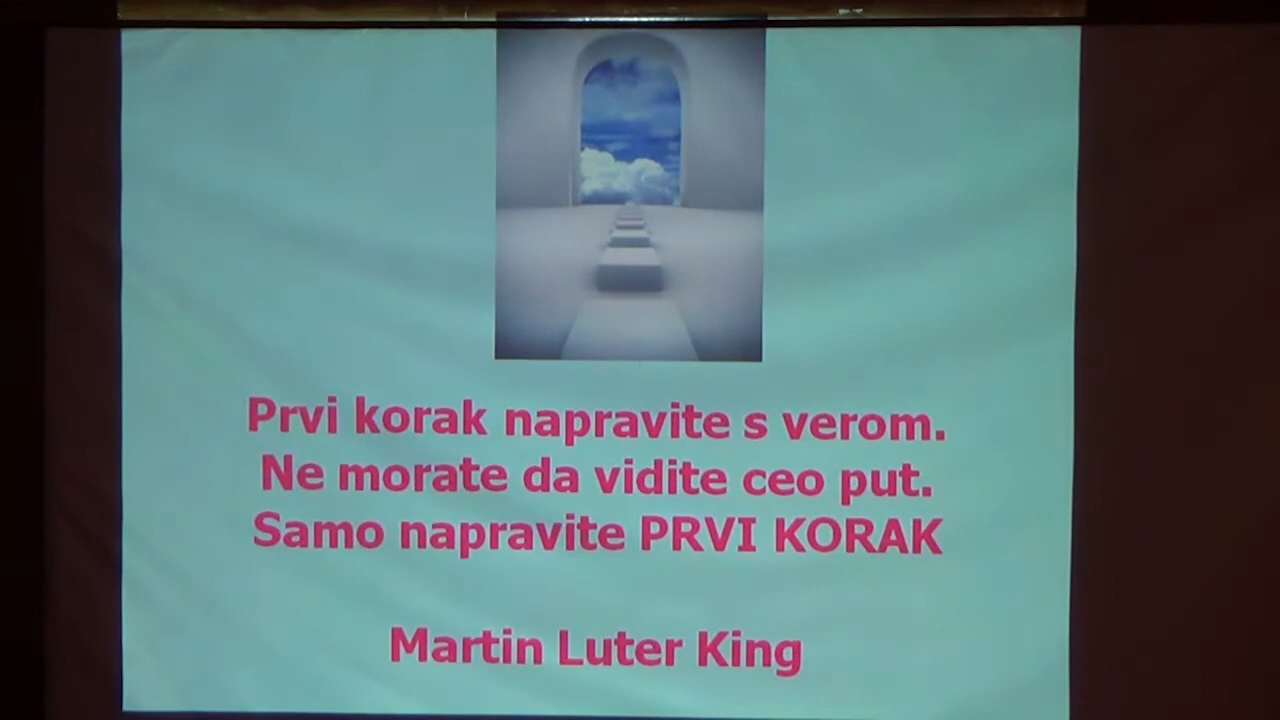 Prvi korak napravite s verom.
Ne morate da vidite ceo put.
Samo napravite PRVI KORAK
Martin Luter King